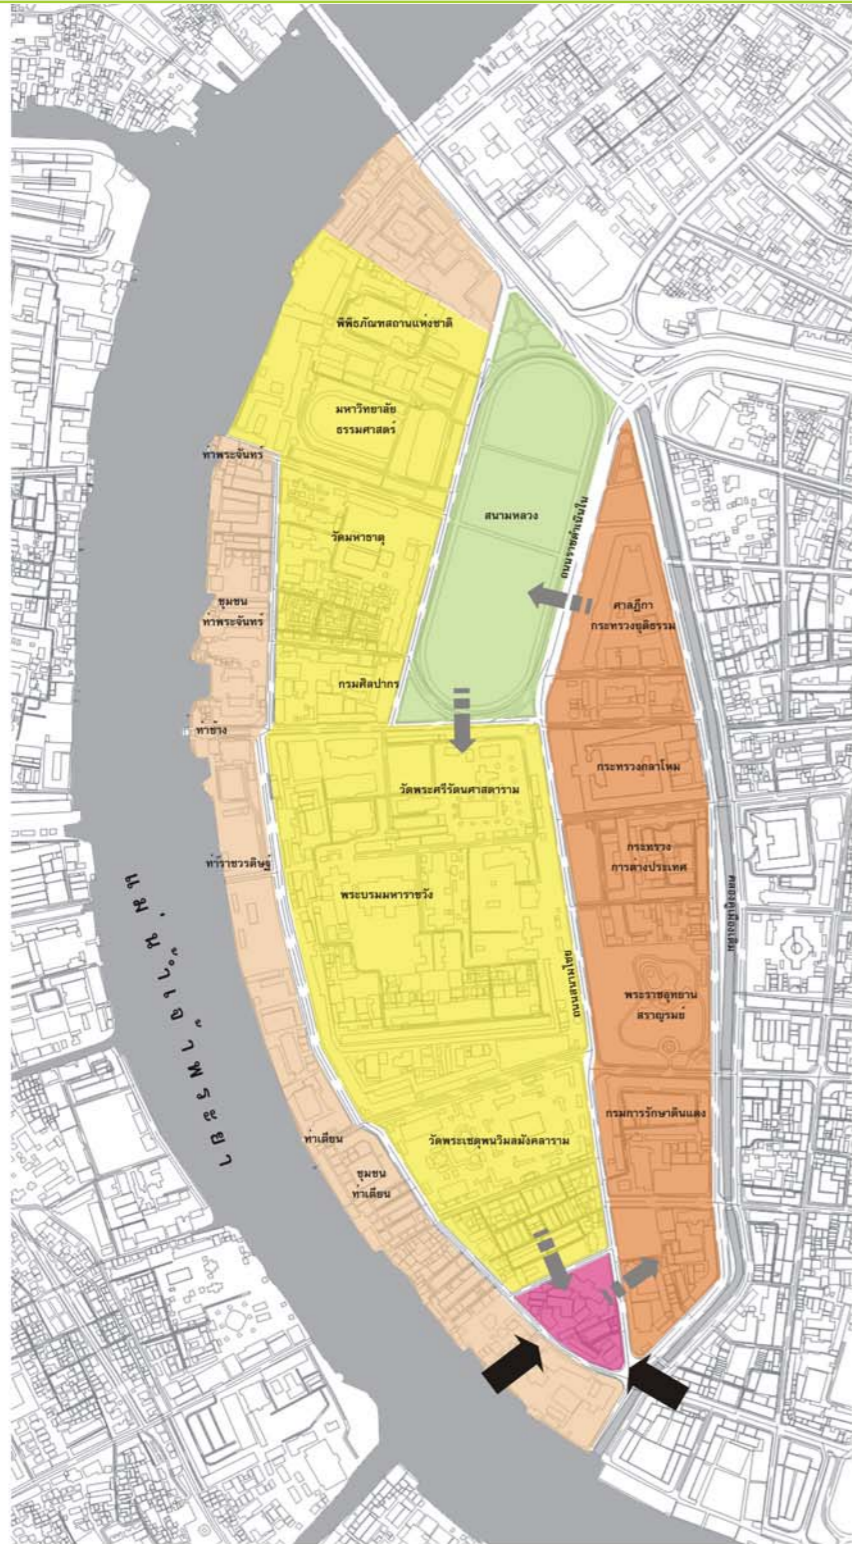 พิพิธภัณฑสถานแห่งชาติ
มหาวิทยาลัย
ธรรมศาสตร์
ท่าพระจันทร์
สนามหลวง
ถนนราชดำเนินใน
วัดมหาธาตุ
ชุมชน
ท่าพระจันทร์
ศาลฎีกา
กระทรวงยุติธรรม
กรมศิลปากร
ท่าช้าง
วัดพระศรีรัตนศาสดาราม
กระทรวงกลาโหม
ท่าราชวรดิษฐ์
กระทรวง
การต่างประเทศ
พระบรมมหาราชวัง
คลองคูเมืองเดิม
แม่น้ำเจ้าพระยา
ถนนสนามไชย
พระราชอุทยาน
สราญรมย์
กรมการรักษาดินแดง
ท่าเตียน
วัดพระเชตุพนวิมลมังคลาราม
ชุมชน
ท่าเตียน